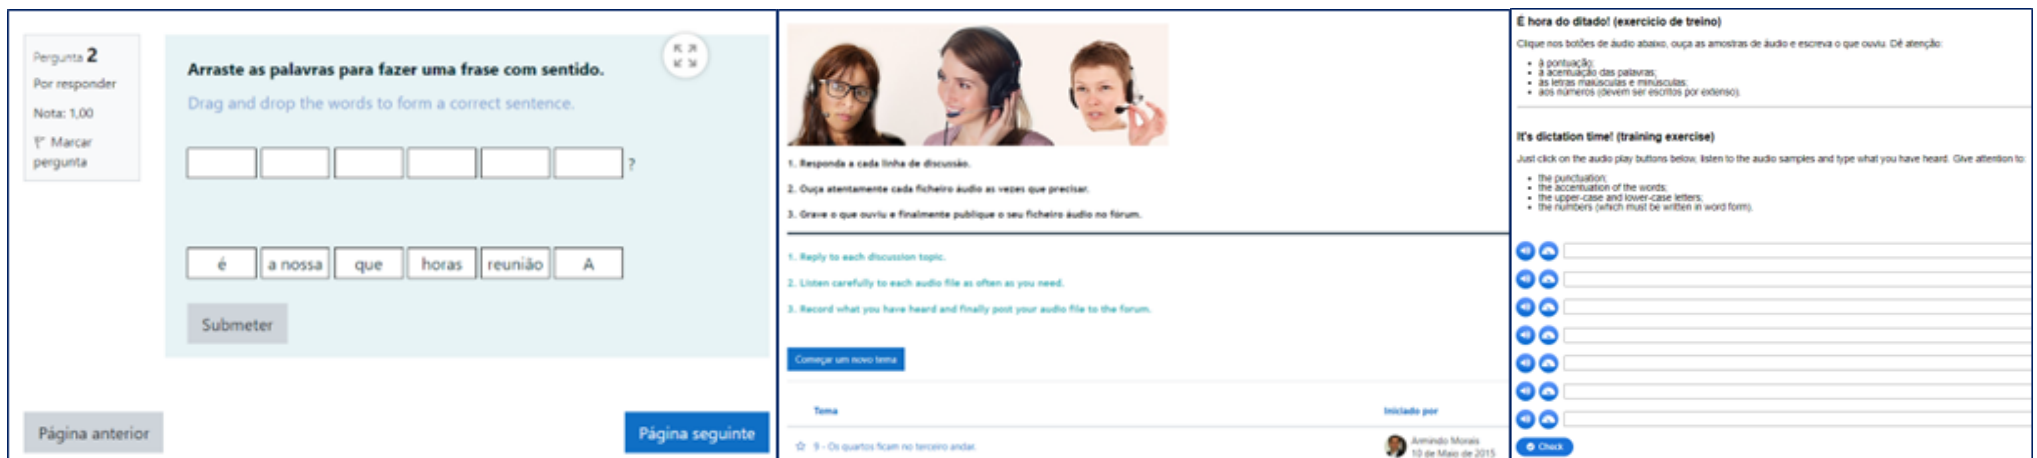 Pergunta 2
Por responder
Nota: 1,00
Marcar
pergunta
Arraste as palavras para fazer uma frase com sentido.
Drag and drop the words to form a correct sentence.
?
é a nossa que horas reunião A
Submeter
Página anterior
Página seguinte
1. Responda a cada linha de discussão.
2. Ouça atentamente cada ficheiro áudio as vezes que precisar.
3. Grave o que ouviu e finalmente publique o seu ficheiro áudio no fórum.
1. Reply to each discussion topic.
2. Listen carefully to each audio file as often as you need.
3. Record what you have heard and finally post your audio file to the forum.
Começar um novo tema
Tema Iniciado por
9 - Os quartos ficam no terceiro andar. Armindo Morais
10 de Maio de 2015
É hora do ditado! (exercício de treino)
Clique nos botões de áudio abaixo, ouça as amostras de áudio e escreva o que ouviu. Dê atenção:
• à pontuação;
• à acentuação das palavras;
• às letras maiúsculas e minúsculas;
• aos números (devem ser escritos por extenso).
It's dictation time! (training exercise)
Just click on the audio play buttons below, listen to the audio samples and type what you have heard. Give attention to:
• the punctuation;
• the accentuation of the words;
• the upper-case and lower-case letters;
• the numbers (which must be written in word form).
Check